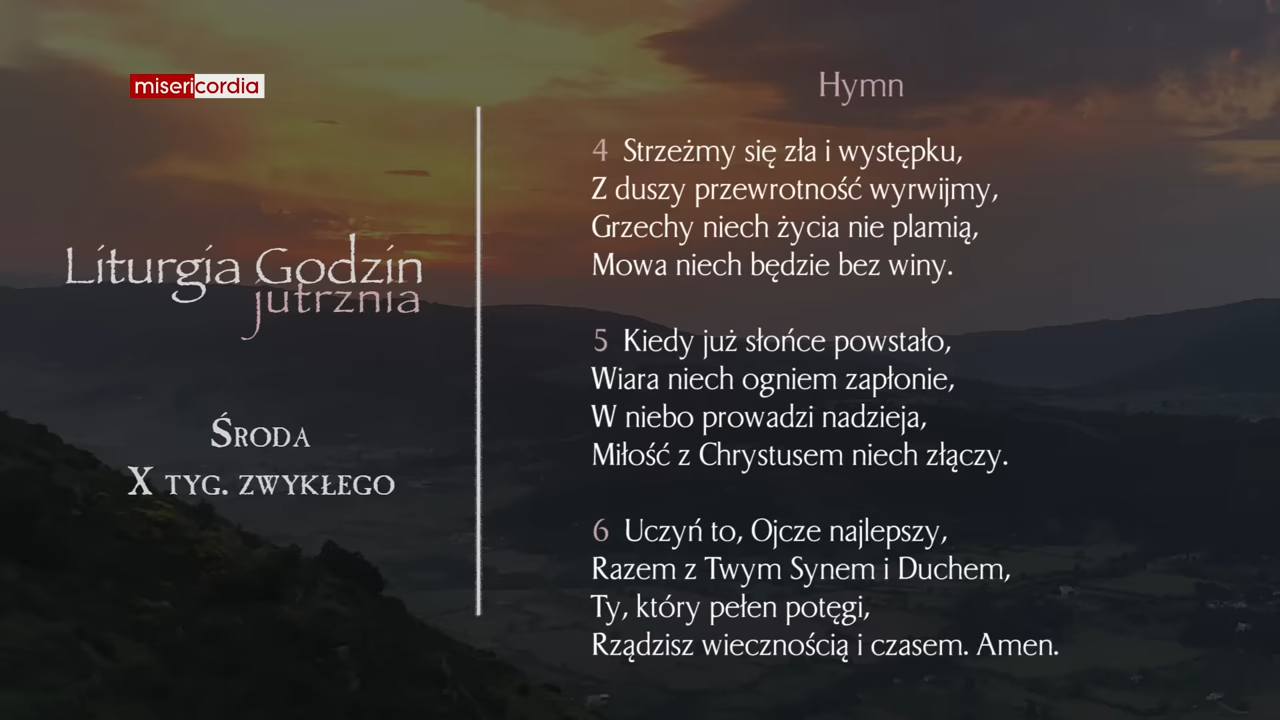 misericordia
Liturgia Godzin
jutrznia
Środa
X tyg. zwykłego
Hymn
4 Strzeżmy się zła i występku,
Z duszy przewrotność wyrwijmy,
Grzechy niech życia nie plamią,
Mowa niech będzie bez winy.
5 Kiedy już słońce powstało,
Wiara niech ogniem zapłonie,
W niebo prowadzi nadzieja,
Miłość z Chrystusem niech złączy.
6 Uczyń to, Ojcze najlepszy,
Razem z Twym Synem i Duchem,
Ty, który pełen potęgi,
Rządzisz wiecznością i czasem. Amen.